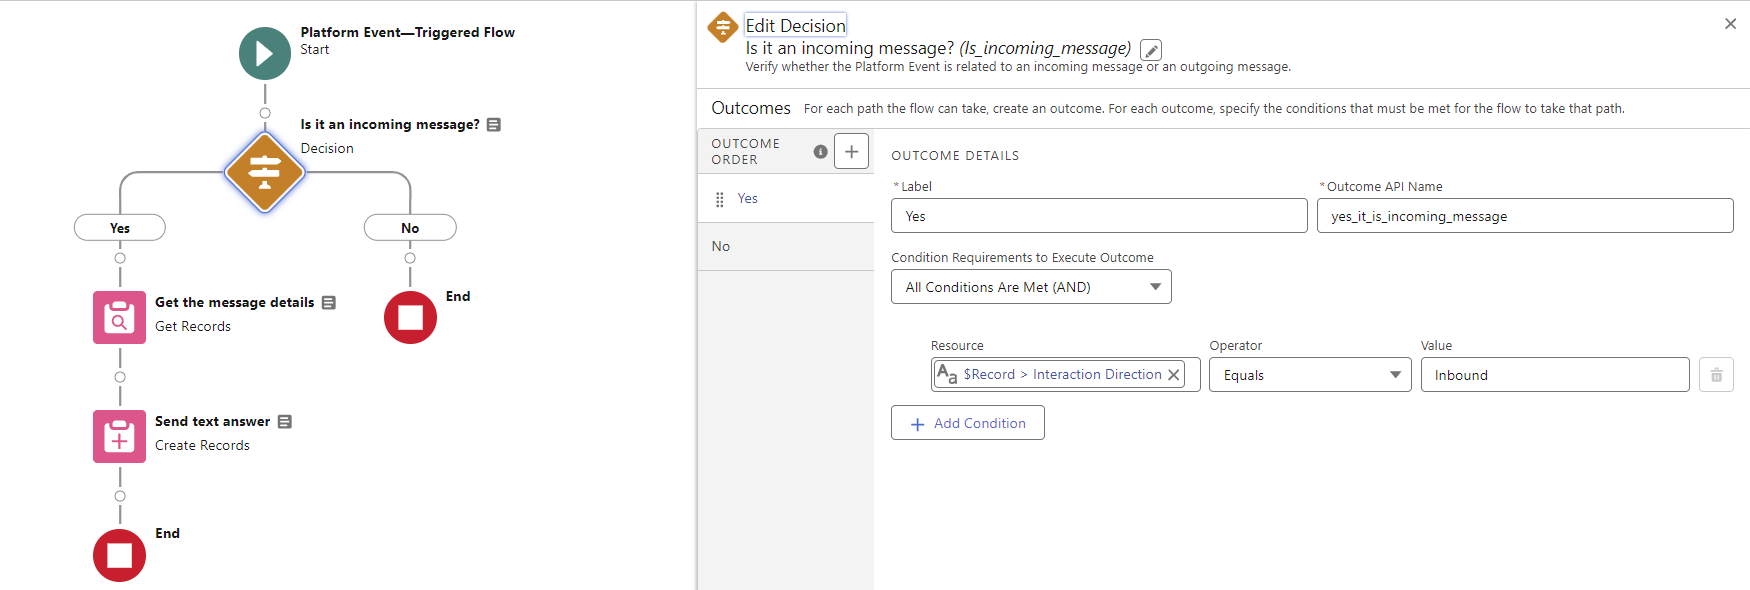 Platform Event—Triggered Flow
Start
Is it an incoming message?
Decision
Yes
No
Get the message details
Get Records
End
Send text answer
Create Records
End
Edit Decision
Is it an incoming message? (Is_incoming_message)
Verify whether the Platform Event is related to an incoming message or an outgoing message.
Outcomes For each path the flow can take, create an outcome. For each outcome, specify the conditions that must be met for the flow to take that path.
OUTCOME
ORDER
Yes
No
OUTCOME DETAILS
* Label
* Outcome API Name
Yes
yes_it_is_incoming_message
Condition Requirements to Execute Outcome
All Conditions Are Met (AND)
Resource
Operator
Value
Aa $Record > Interaction Direction
Equals
Inbound
+ Add Condition